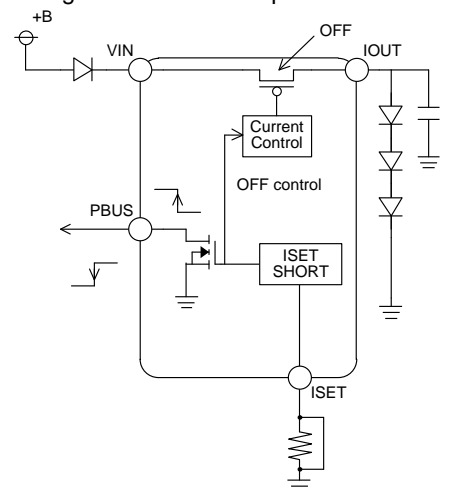 +B
VIN
OFF
IOUT
Current
Control
OFF control
PBUS
ISET
SHORT
ISET